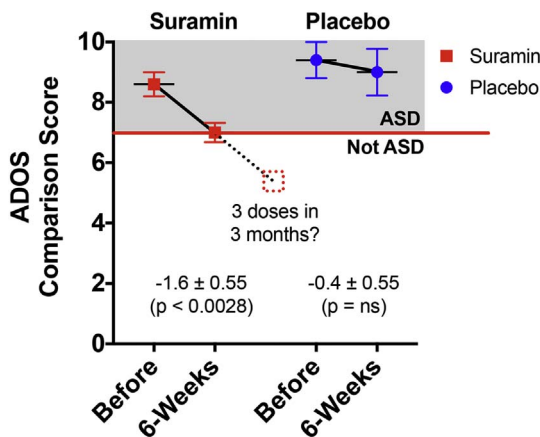 Suramin Placebo
10
8
6
4
2
0
ADOS
Comparison Score
Suramin
Placebo
ASD
Not ASD
3 doses in
3 months?
-1.6 ± 0.55
(p < 0.0028)
-0.4 ± 0.55
(p = ns)
Before
6-Weeks
Before
6-Weeks